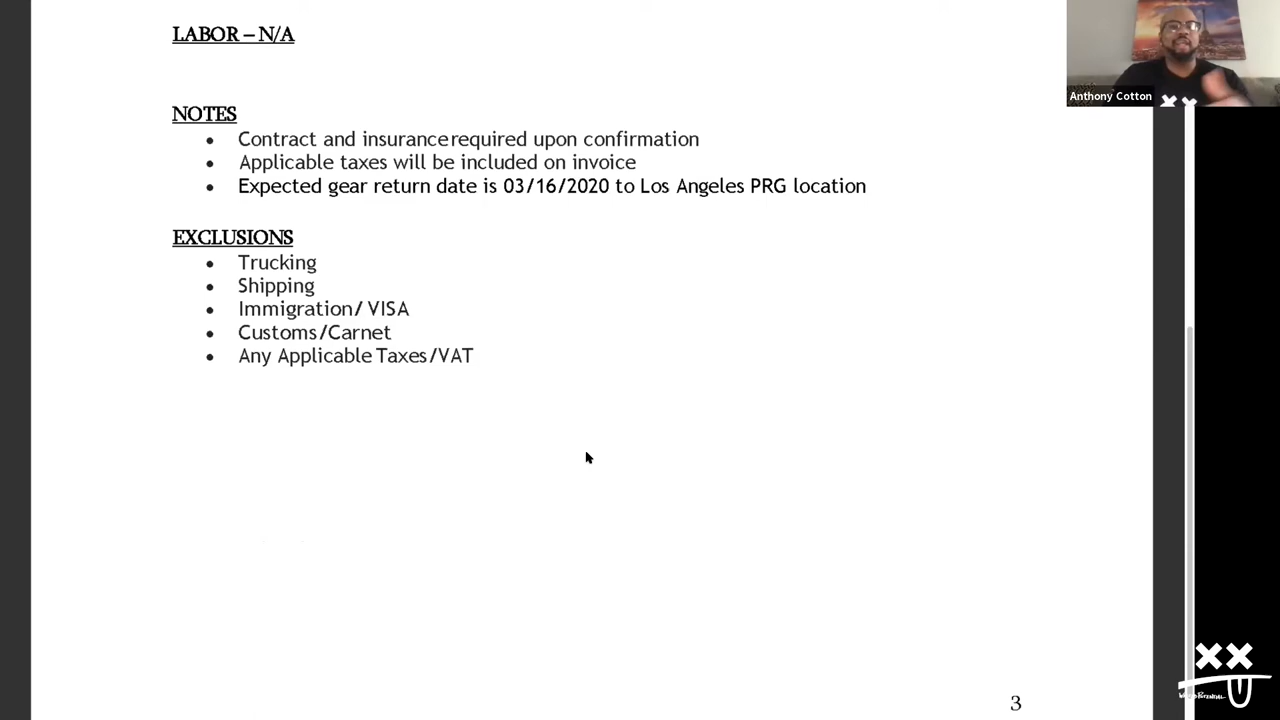 LABOR – N/A
NOTES
• Contract and insurance required upon confirmation
• Applicable taxes will be included on invoice
• Expected gear return date is 03/16/2020 to Los Angeles PRG location
EXCLUSIONS
• Trucking
• Shipping
• Immigration/ VISA
• Customs/Carnet
• Any Applicable Taxes/VAT
3
Anthony Cotton